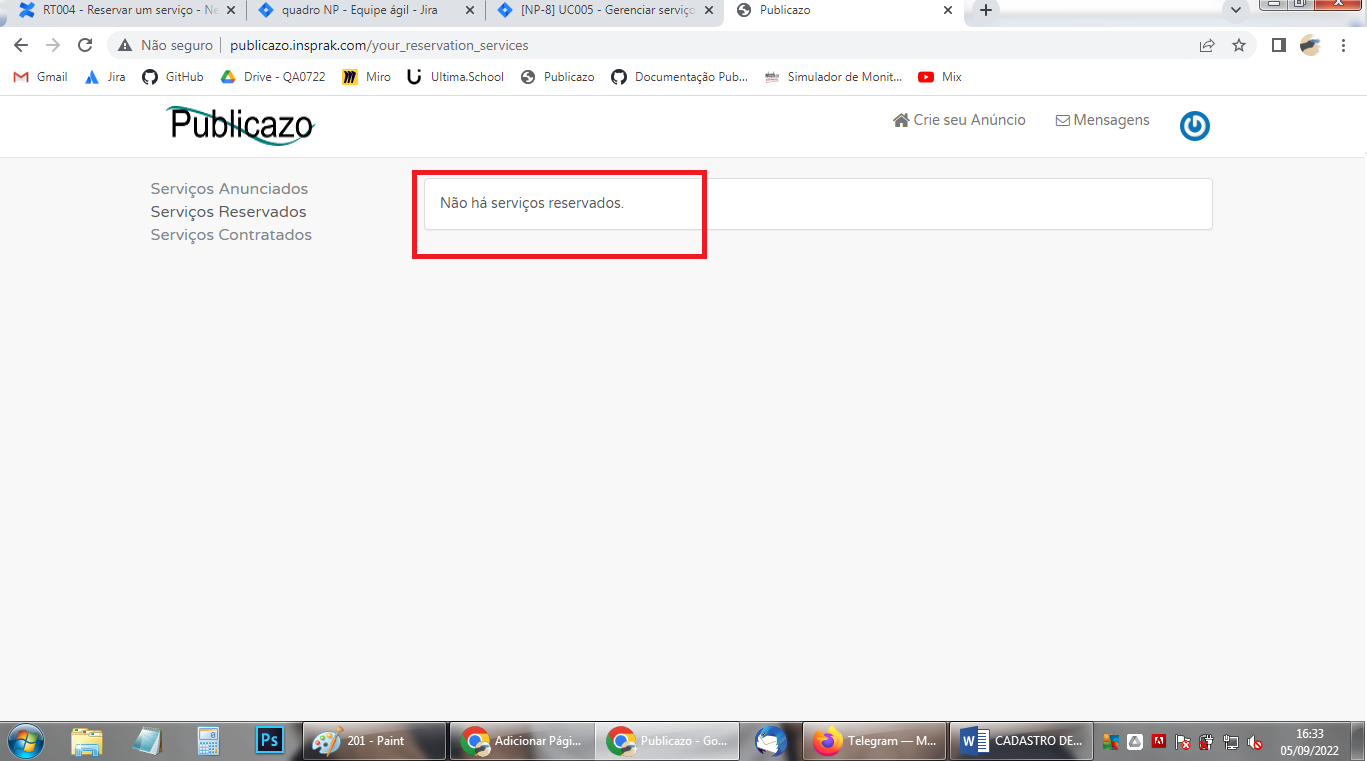 RT004 - Reservar um serviço - Ne
quadro NP - Equipe ágil - Jira
[NP-8] UC005 - Gerenciar serviço
Publicazo
Não seguro
publicazo.insprak.com/your_reservation_services
Gmail
Jira
GitHub
Drive - QA0722
Miro
Ultima.School
Publicazo
Documentação Pub...
Simulador de Monit...
Mix
Publicazo
Crie seu Anúncio
Mensagens
Serviços Anunciados
Serviços Reservados
Serviços Contratados
Não há serviços reservados.
Ps
201 - Paint
Adicionar Pági...
Publicazo - Go...
Telegram — M...
W
CADASTRO DE...
16:33
05/09/2022